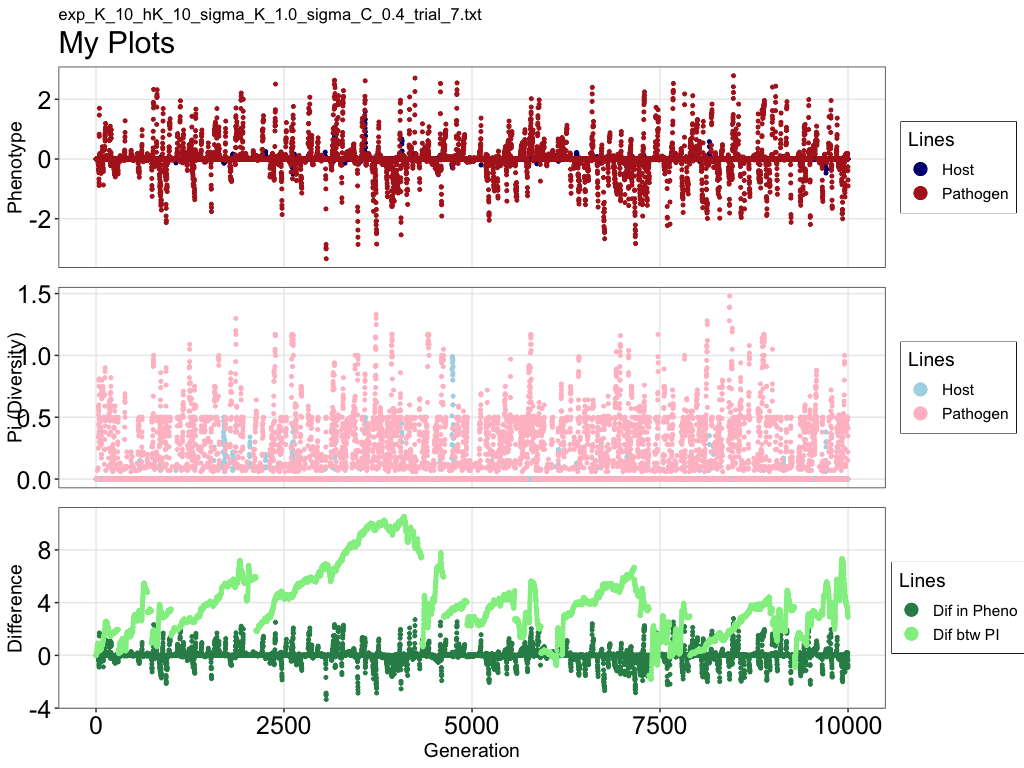 exp_K_10_hK_10_sigma_K_1.0_sigma_C_0.4_trial_7.txt
My Plots
Phenotype
2
0
-2
Lines
Host
Pathogen
Pi (Diversity)
1.5
1.0
0.5
0.0
Lines
Host
Pathogen
Difference
8
4
0
-4
Lines
Dif in Pheno
Dif btw PI
0 2500 5000 7500 10000
Generation